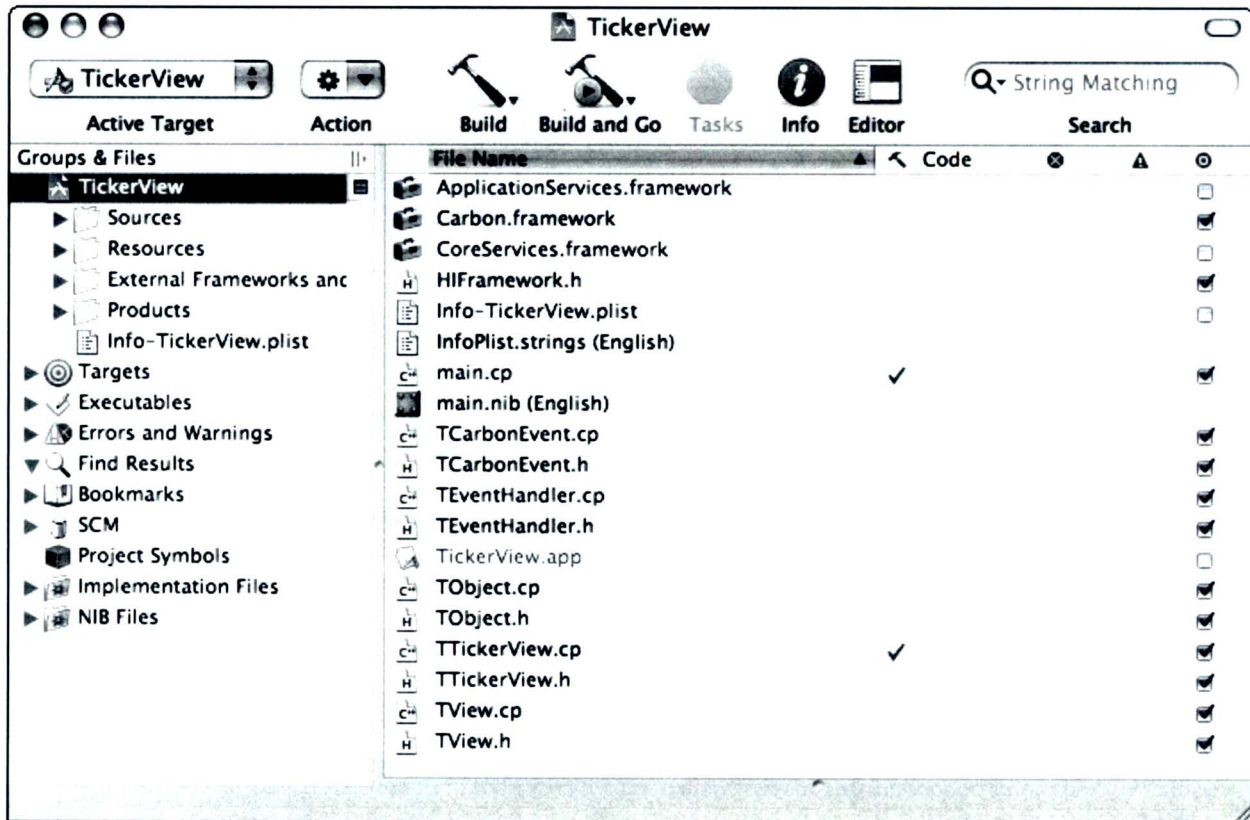 TickerView
TickerView
String Matching
Active Target Action Build Build and Go Tasks Info Editor Search
Groups & Files
TickerView
Sources
Resources
External Frameworks anc
Products
Info-TickerView.plist
Targets
Executables
Errors and Warnings
Find Results
Bookmarks
SCM
Project Symbols
Implementation Files
NIB Files
File Name Code
ApplicationServices.framework
Carbon.framework
CoreServices.framework
HIFramework.h
Info-TickerView.plist
InfoPlist.strings (English)
main.cp
main.nib (English)
TCarbonEvent.cp
TCarbonEvent.h
TEventHandler.cp
TEventHandler.h
TickerView.app
TObject.cp
TObject.h
TTickerView.cp
TTickerView.h
TView.cp
TView.h